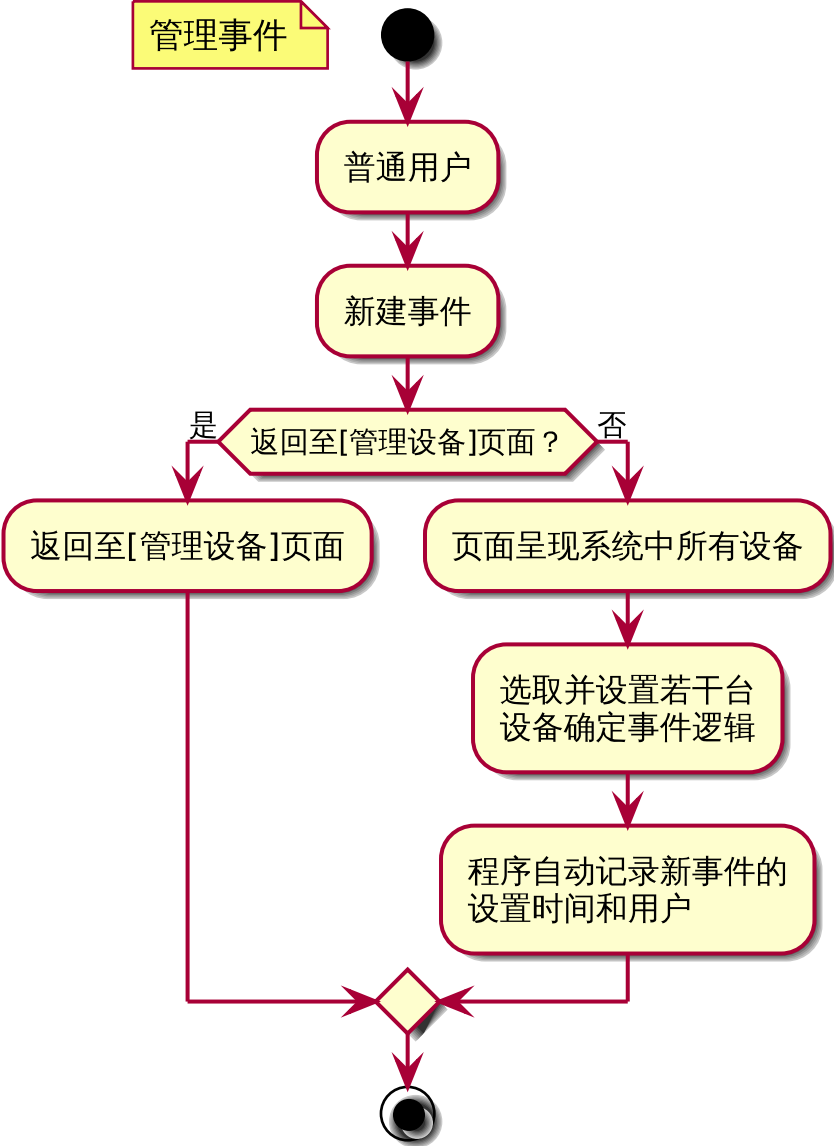 管理事件
普通用户
新建事件
是
返回至[管理设备]页面？
否
返回至[管理设备]页面
页面呈现系统中所有设备
选取并设置若干台
设备确定事件逻辑
程序自动记录新事件的
设置时间和用户